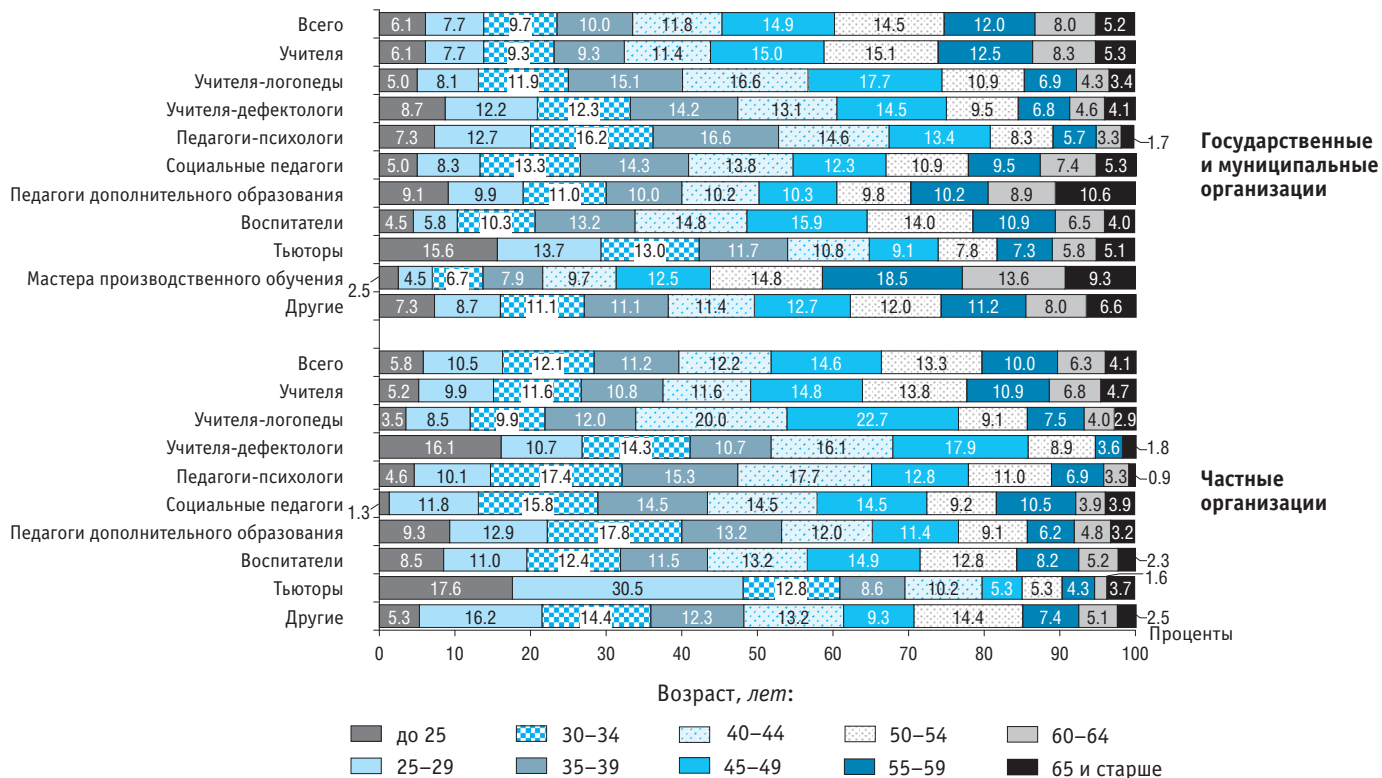 Всего 6.1 7.7 9.7 10.0 11.8 14.9 14.5 12.0 8.0 5.2
Учителя 6.1 7.7 9.3 9.3 11.4 15.0 15.1 12.5 8.3 5.3
Учителя-логопеды 5.0 8.1 11.9 15.1 16.6 17.7 10.9 6.9 4.3 3.4
Учителя-дефектологи 8.7 12.2 12.3 14.2 13.1 14.5 9.5 6.8 4.6 4.1
Педагоги-психологи 7.3 12.7 16.2 16.6 14.6 13.4 8.3 5.7 3.3 1.7
Социальные педагоги 5.0 8.3 13.3 14.3 13.8 12.3 10.9 9.5 7.4 5.3
Педагоги дополнительного образования 9.1 9.9 11.0 10.0 10.2 10.3 9.8 10.2 8.9 10.6
Воспитатели 4.5 5.8 10.3 13.2 14.8 15.9 14.0 10.9 6.5 4.0
Тьюторы 15.6 13.7 13.0 11.7 10.8 9.1 7.8 7.3 5.8 5.1
Мастера производственного обучения 2.5 4.5 6.7 7.9 9.7 12.5 14.8 18.5 13.6 9.3
Другие 7.3 8.7 11.1 11.1 11.4 12.7 12.0 11.2 8.0 6.6
Государственные
и муниципальные
организации
Всего 5.8 10.5 12.1 11.2 12.2 14.6 13.3 10.0 6.3 4.1
Учителя 5.2 9.9 11.6 10.8 11.6 14.8 13.8 10.9 6.8 4.7
Учителя-логопеды 3.5 8.5 9.9 12.0 20.0 22.7 9.1 7.5 4.0 2.9
Учителя-дефектологи 16.1 10.7 14.3 10.7 16.1 17.9 8.9 3.6 1.8
Педагоги-психологи 4.6 10.1 17.4 15.3 17.7 12.8 11.0 6.9 3.3 0.9
Социальные педагоги 1.3 11.8 15.8 14.5 14.5 14.5 9.2 10.5 3.9 3.9
Педагоги дополнительного образования 9.3 12.9 17.8 13.2 12.0 11.4 9.1 6.2 4.8 3.2
Воспитатели 8.5 11.0 12.4 11.5 13.2 14.9 12.8 8.2 5.2 2.3
Тьюторы 17.6 30.5 12.8 8.6 10.2 5.3 5.3 4.3 1.6 3.7
Другие 5.3 16.2 14.4 12.3 13.2 9.3 14.4 7.4 5.1 2.5
Частные
организации
Проценты
0 10 20 30 40 50 60 70 80 90 100
Возраст, лет:
до 25 30–34 40–44 50–54 60–64
25–29 35–39 45–49 55–59 65 и старше